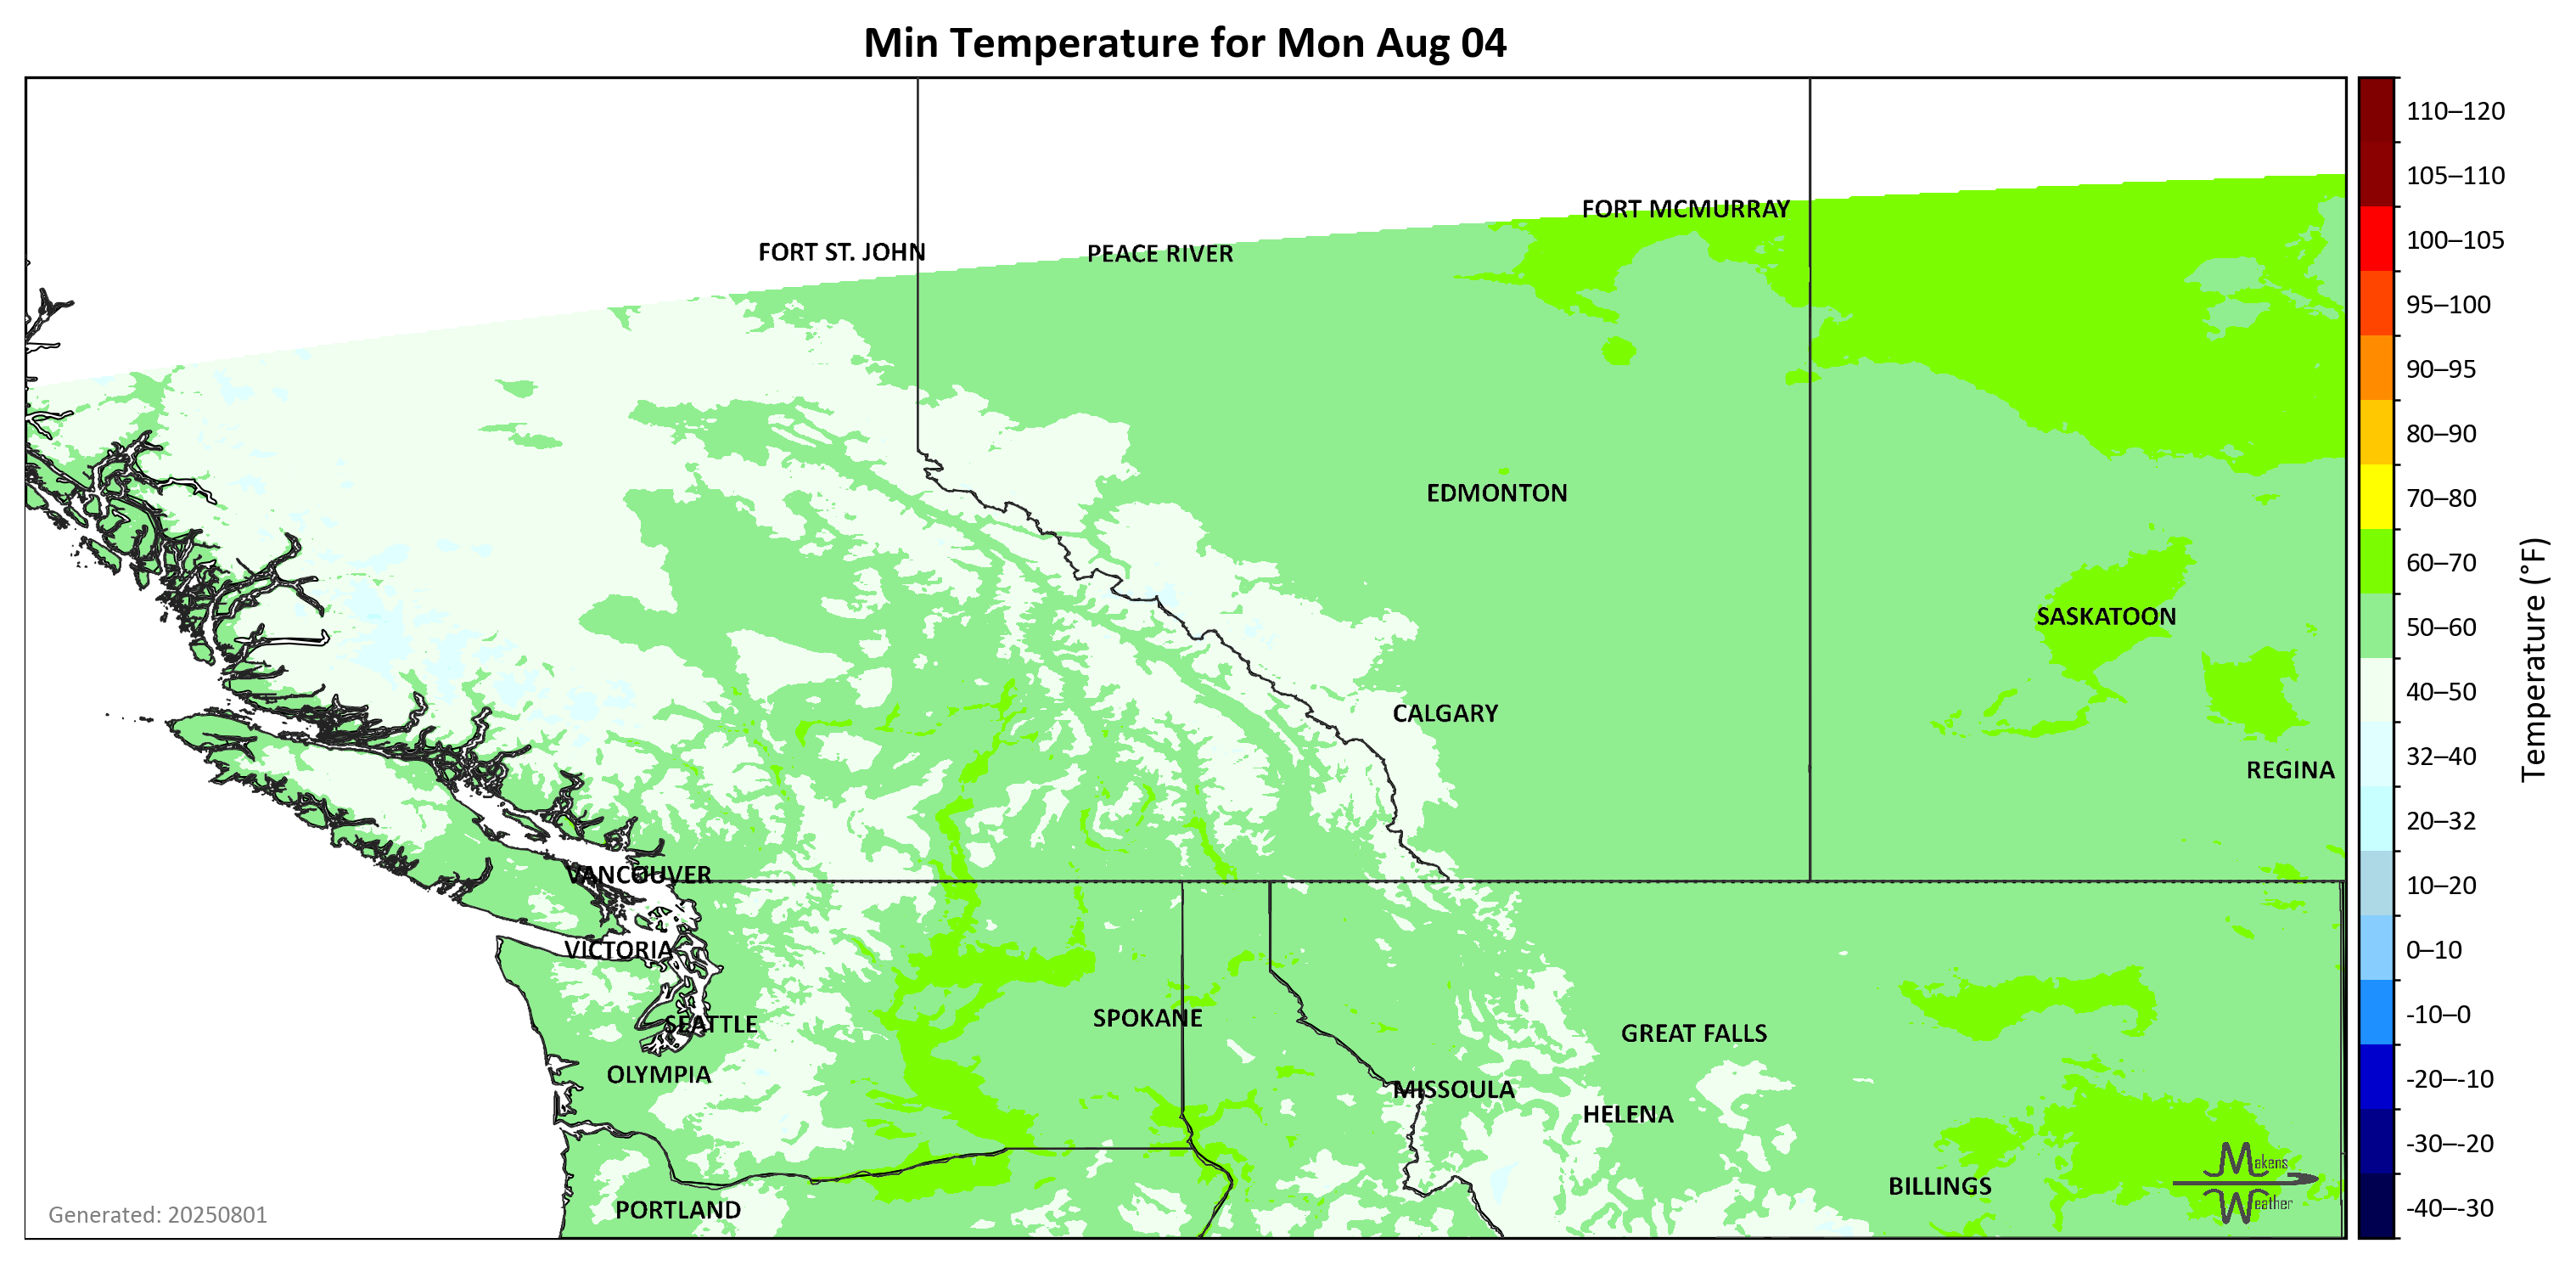 Min Temperature for Mon Aug 04
110–120
105–110
FORT MCMURRAY
100–105
FORT ST. JOHN
PEACE RIVER
95–100
90–95
80–90
EDMONTON
70–80
60–70
SASKATOON
50–60
Temperature (°F)
40–50
CALGARY
32–40
REGINA
20–32
VANCOUVER
10–20
VICTORIA
0–10
SEATTLE
SPOKANE
-10–0
GREAT FALLS
OLYMPIA
-20–-10
MISSOULA
HELENA
-30–-20
Makens
Weather
BILLINGS
PORTLAND
-40–-30
Generated: 20250801